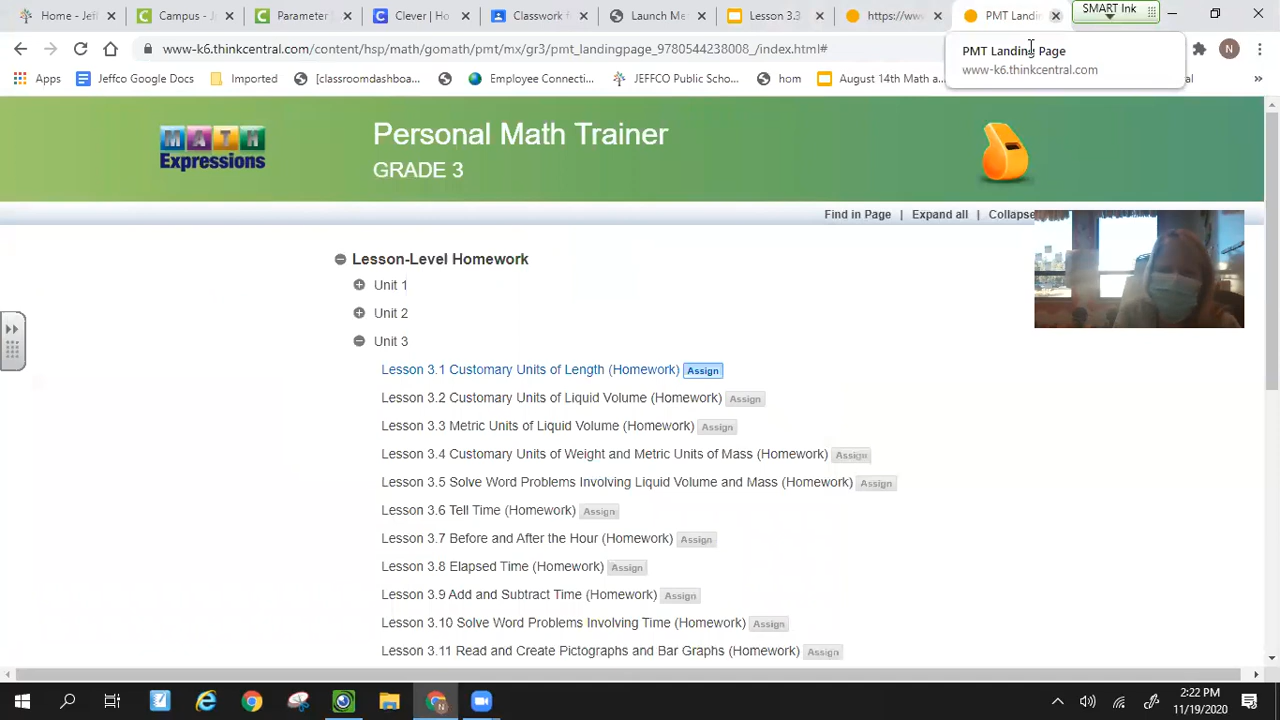 Home - Jef
Campus - J
Parameter
Clever | Ho
Classwork f
Launch Me
Lesson 3.3
https://ww
PMT Landi
SMART Ink
www-k6.thinkcentral.com/content/hsp/math/gomath/pmt/mx/gr3/pmt_landingpage_9780544238008_/index.html#
N
PMT Landing Page
www-k6.thinkcentral.com
Apps
Jeffco Google Docs
Imported
(classroomdashboa...
Employee Connecti...
JEFFCO Public Scho...
hom
August 14th Math a
MATH
Expressions
Personal Math Trainer
GRADE 3
Find in Page | Expand all | Collapse
Lesson-Level Homework
Unit 1
Unit 2
Unit 3
Lesson 3.1 Customary Units of Length (Homework) Assign
Lesson 3.2 Customary Units of Liquid Volume (Homework) Assign
Lesson 3.3 Metric Units of Liquid Volume (Homework) Assign
Lesson 3.4 Customary Units of Weight and Metric Units of Mass (Homework) Assign
Lesson 3.5 Solve Word Problems Involving Liquid Volume and Mass (Homework) Assign
Lesson 3.6 Tell Time (Homework) Assign
Lesson 3.7 Before and After the Hour (Homework) Assign
Lesson 3.8 Elapsed Time (Homework) Assign
Lesson 3.9 Add and Subtract Time (Homework) Assign
Lesson 3.10 Solve Word Problems Involving Time (Homework) Assign
Lesson 3.11 Read and Create Pictographs and Bar Graphs (Homework) Assign
2:22 PM
11/19/2020